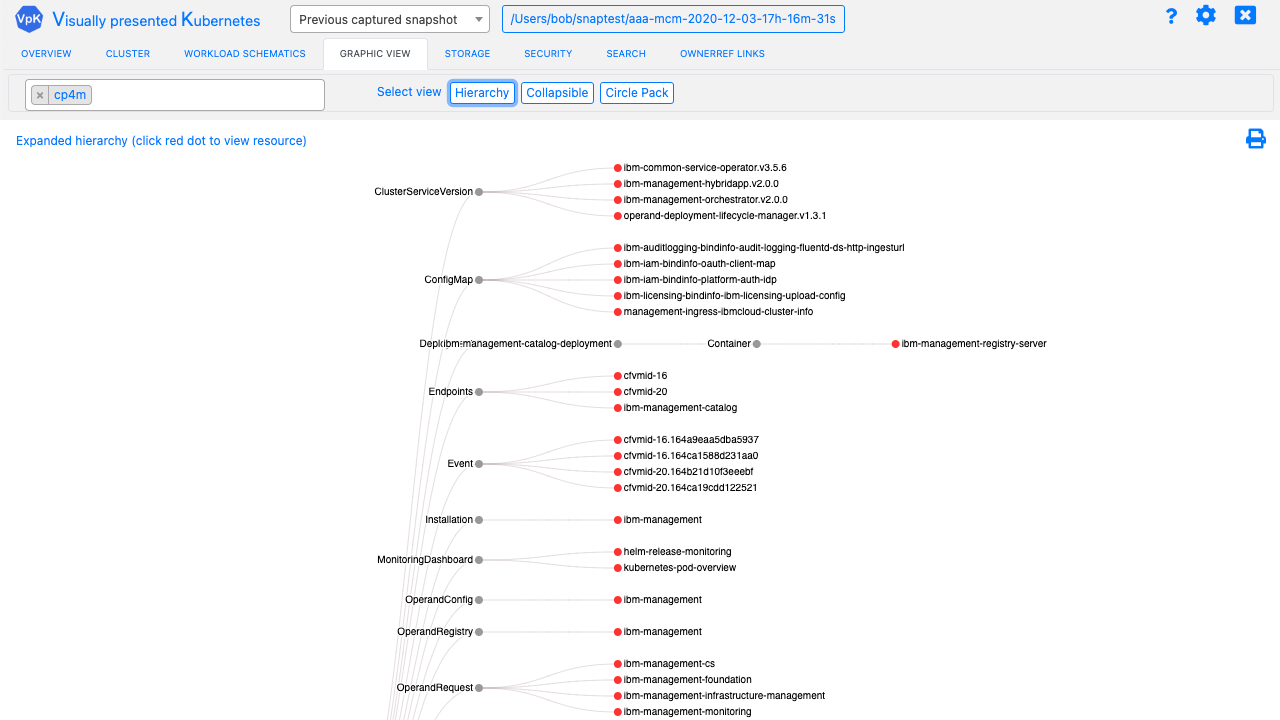 VpK Visually presented Kubernetes
Previous captured snapshot
/Users/bob/snaptest/aaa-mcm-2020-12-03-17h-16m-31s
?
OVERVIEW CLUSTER WORKLOAD SCHEMATICS GRAPHIC VIEW STORAGE SECURITY SEARCH OWNERREF LINKS
× cp4m
Select view Hierarchy Collapsible Circle Pack
Expanded hierarchy (click red dot to view resource)
ClusterServiceVersion
ibm-common-service-operator.v3.5.6
ibm-management-hybridapp.v2.0.0
ibm-management-orchestrator.v2.0.0
operand-deployment-lifecycle-manager.v1.3.1
ConfigMap
ibm-auditlogging-bindinfo-audit-logging-fluentd-ds-http-ingesturl
ibm-iam-bindinfo-oauth-client-map
ibm-iam-bindinfo-platform-auth-idp
ibm-licensing-bindinfo-ibm-licensing-upload-config
management-ingress-ibmcloud-cluster-info
ibm-management-catalog-deployment Container ibm-management-registry-server
Endpoints
cfvmid-16
cfvmid-20
ibm-management-catalog
Event
cfvmid-16.164a9eaa5dba5937
cfvmid-16.164ca1588d231aa0
cfvmid-20.164b21d10f3eeebf
cfvmid-20.164ca19cdd122521
Installation ibm-management
MonitoringDashboard
helm-release-monitoring
kubernetes-pod-overview
OperandConfig ibm-management
OperandRegistry ibm-management
OperandRequest
ibm-management-cs
ibm-management-foundation
ibm-management-infrastructure-management
ibm-management-monitoring